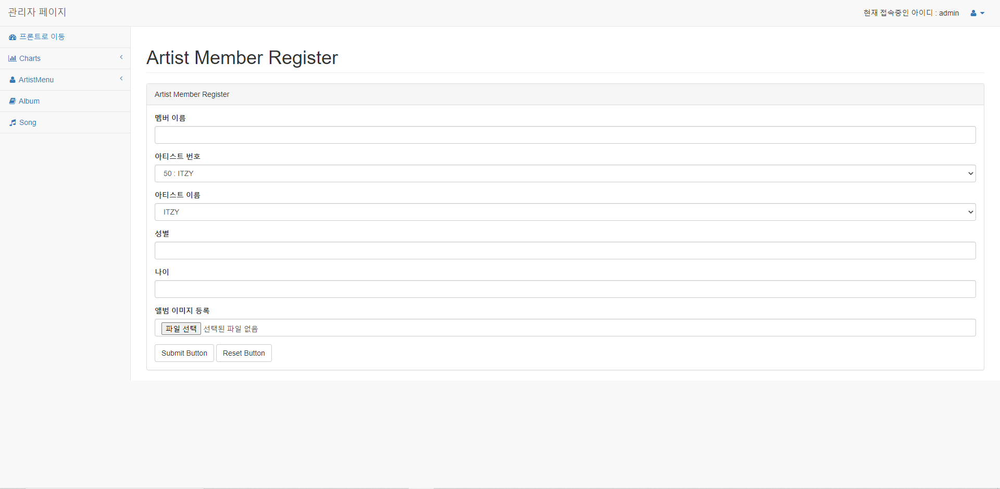 관리자 페이지
현재 접속중인 아이디 : admin
프론트로 이동
Charts
ArtistMenu
Album
Song
Artist Member Register
Artist Member Register
멤버 이름
아티스트 번호
50 : ITZY
아티스트 이름
ITZY
성별
나이
앨범 이미지 등록
파일 선택 선택된 파일 없음
Submit Button Reset Button